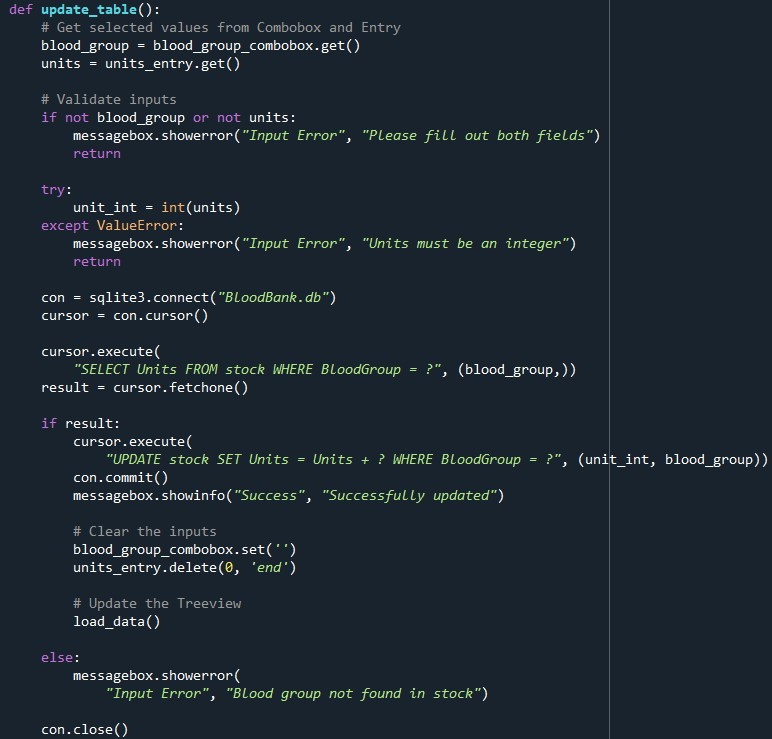 def update_table():
    # Get selected values from Combobox and Entry
    blood_group = blood_group_combobox.get()
    units = units_entry.get()

    # Validate inputs
    if not blood_group or not units:
        messagebox.showerror("Input Error", "Please fill out both fields")
        return

    try:
        unit_int = int(units)
    except ValueError:
        messagebox.showerror("Input Error", "Units must be an integer")
        return

    con = sqlite3.connect("BloodBank.db")
    cursor = con.cursor()

    cursor.execute(
        "SELECT Units FROM stock WHERE BloodGroup = ?", (blood_group,))
    result = cursor.fetchone()

    if result:
        cursor.execute(
            "UPDATE stock SET Units = Units + ? WHERE BloodGroup = ?", (unit_int, blood_group))
        con.commit()
        messagebox.showinfo("Success", "Successfully updated")

        # Clear the inputs
        blood_group_combobox.set('')
        units_entry.delete(0, 'end')

        # Update the Treeview
        load_data()

    else:
        messagebox.showerror(
            "Input Error", "Blood group not found in stock")

    con.close()